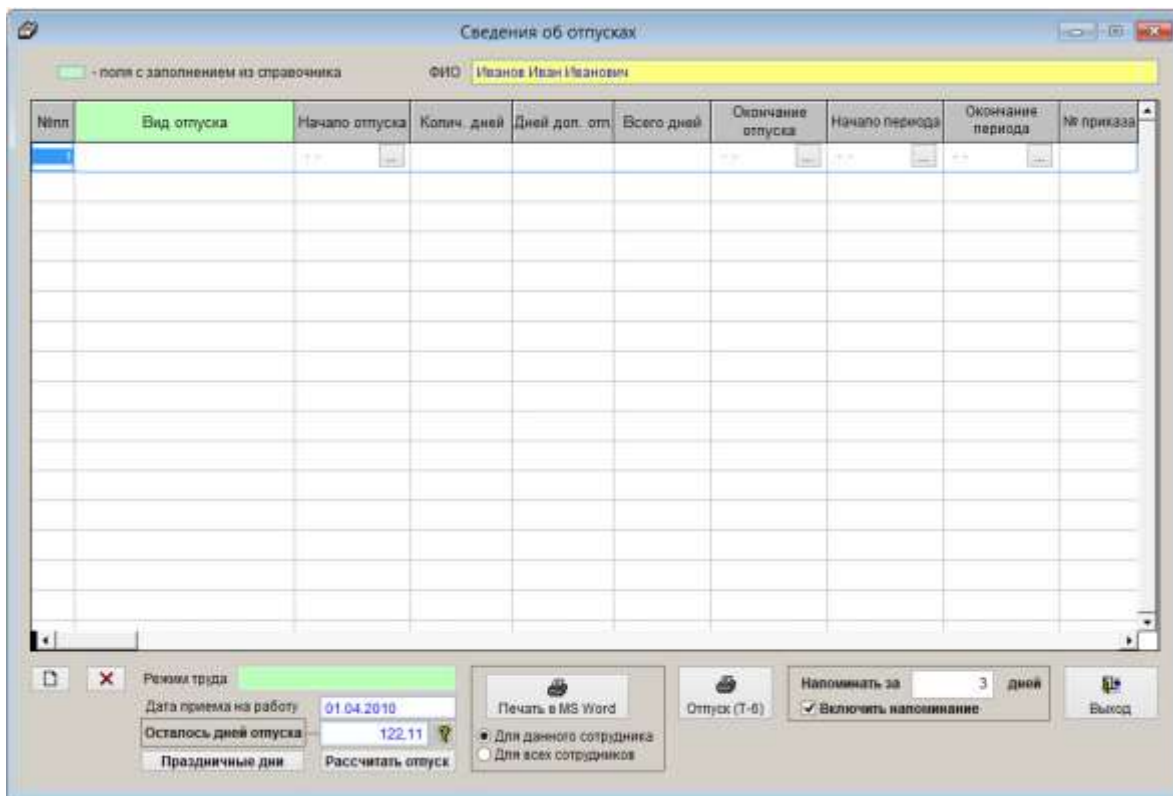 Сведения об отпусках
- поля с заполнением из справочника ФИО Иванов Иван Иванович
№пп Вид отпуска Начало отпуска Колич. дней Дней доп. отп. Всего дней Окончание отпуска Начало периода Окончание периода № приказа
1 - - ... - - ... - - ... - - ...
Режим труда
Дата приема на работу 01.04.2010
Осталось дней отпуска 122,11 ?
Праздничные дни Рассчитать отпуск
Печать в MS Word
Для данного сотрудника
Для всех сотрудников
Отпуск (Т-6)
Напоминать за 3 дней
Включить напоминание
Выход